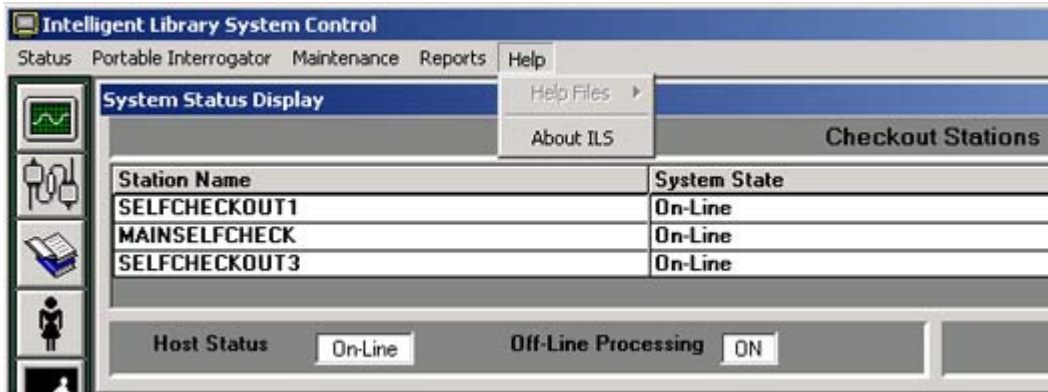 Intelligent Library System Control
Status Portable Interrogator Maintenance Reports Help
System Status Display
Help Files
About ILS
Checkout Stations
Station Name System State
SELFCHECKOUT1 On-Line
MAINSELFCHECK On-Line
SELFCHECKOUT3 On-Line
Host Status On-Line Off-Line Processing ON